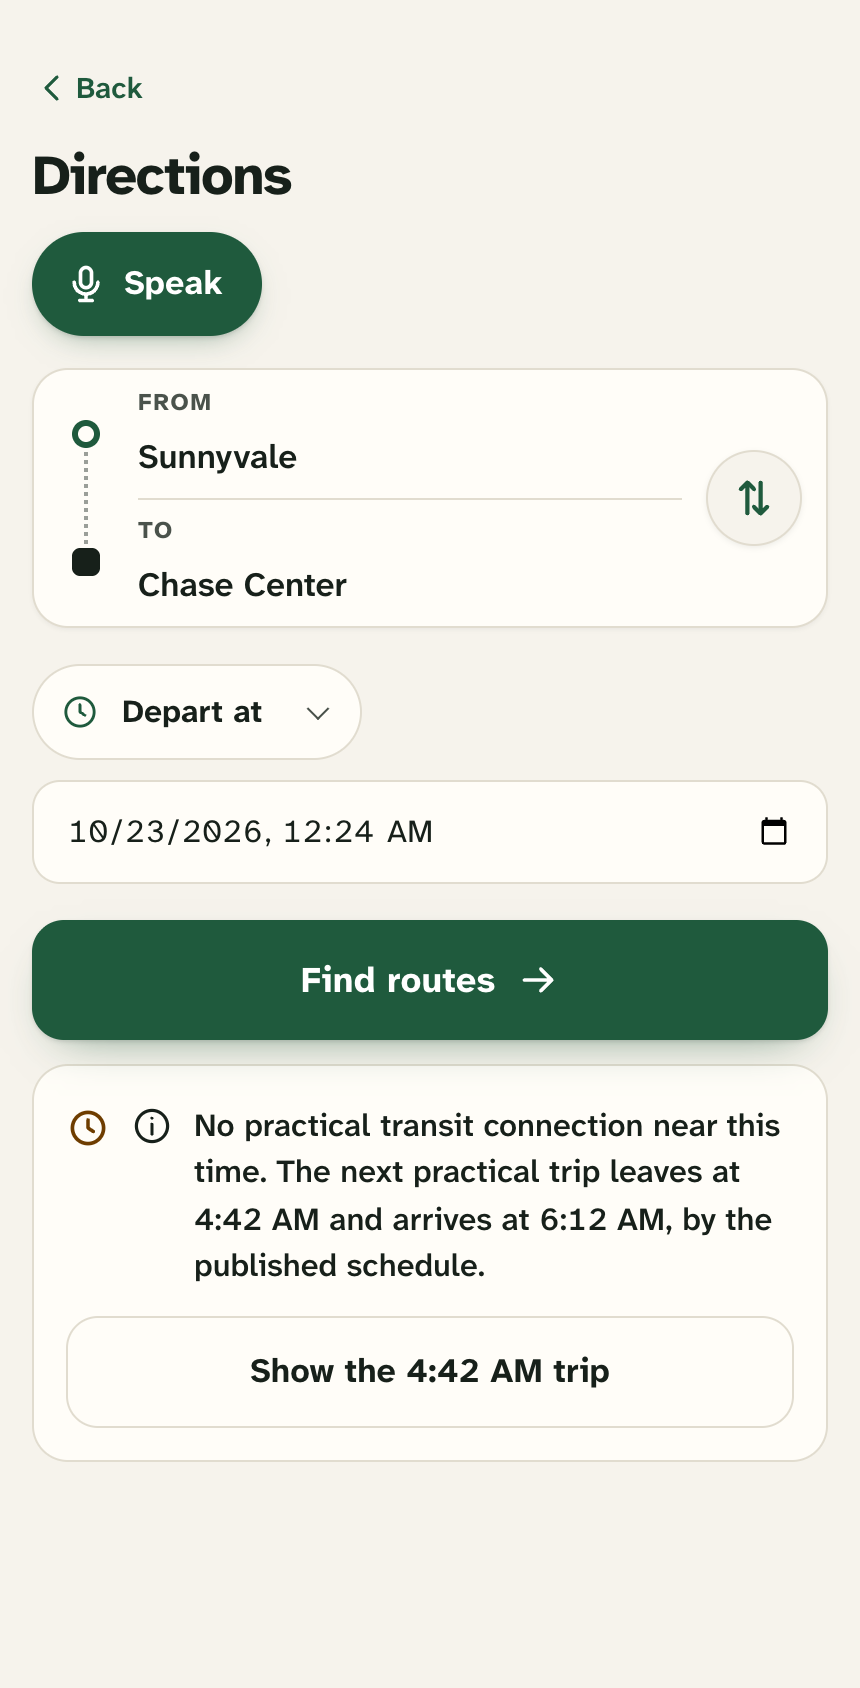 Back
Directions
Speak
FROM
Sunnyvale
TO
Chase Center
Depart at
10/23/2026, 12:24 AM
Find routes
No practical transit connection near this
time. The next practical trip leaves at
4:42 AM and arrives at 6:12 AM, by the
published schedule.
Show the 4:42 AM trip